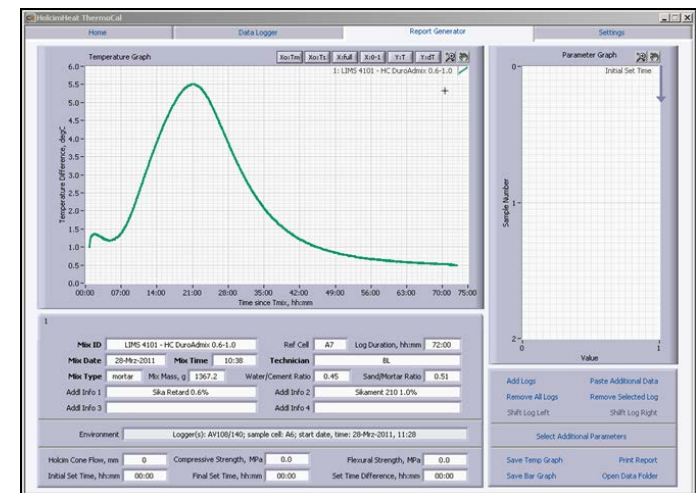 HolcimHeat ThermoCal
Home Data Logger Report Generator Settings
Temperature Graph Xo:Tm Xo:Ts X:full X:0-1 Y:T Y:dT
1: LIMS 4101 - HC DuroAdmix 0.6-1.0
6.0
5.5
5.0
4.5
4.0
3.5
3.0
2.5
2.0
1.5
1.0
0.5
0.0
Temperature Difference, degC
00:00 07:00 14:00 21:00 28:00 35:00 42:00 49:00 56:00 63:00 70:00 75:00
Time since Tmix, hh:mm
Parameter Graph
Initial Set Time
0
1
2
Sample Number
0 1
Value
1
Mix ID LIMS 4101 - HC DuroAdmix 0.6-1.0 Ref Cell A7 Log Duration, hh:mm 72:00
Mix Date 28-Mrz-2011 Mix Time 10:38 Technician BL
Mix Type mortar Mix Mass, g 1367.2 Water/Cement Ratio 0.45 Sand/Mortar Ratio 0.51
Add Info 1 Sika Retard 0.6% Add Info 2 Sikament 210 1.0%
Add Info 3 Add Info 4
Environment Logger(s): AV108/140; sample cell: A6; start date, time: 28-Mrz-2011, 11:28
Holcim Cone Flow, mm 0 Compressive Strength, MPa 0.0 Flexural Strength, MPa 0.0
Initial Set Time, hh:mm 00:00 Final Set Time, hh:mm 00:00 Set Time Difference, hh:mm 00:00
Add Logs Paste Additional Data
Remove All Logs Remove Selected Log
Shift Log Left Shift Log Right
Select Additional Parameters
Save Temp Graph Print Report
Save Bar Graph Open Data Folder